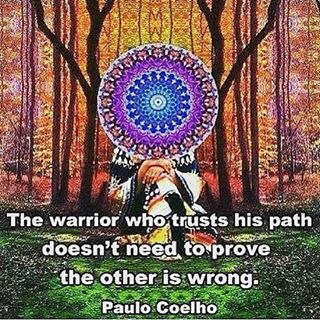 The warrior who trusts his path
doesn't need to prove
the other is wrong.
Paulo Coelho